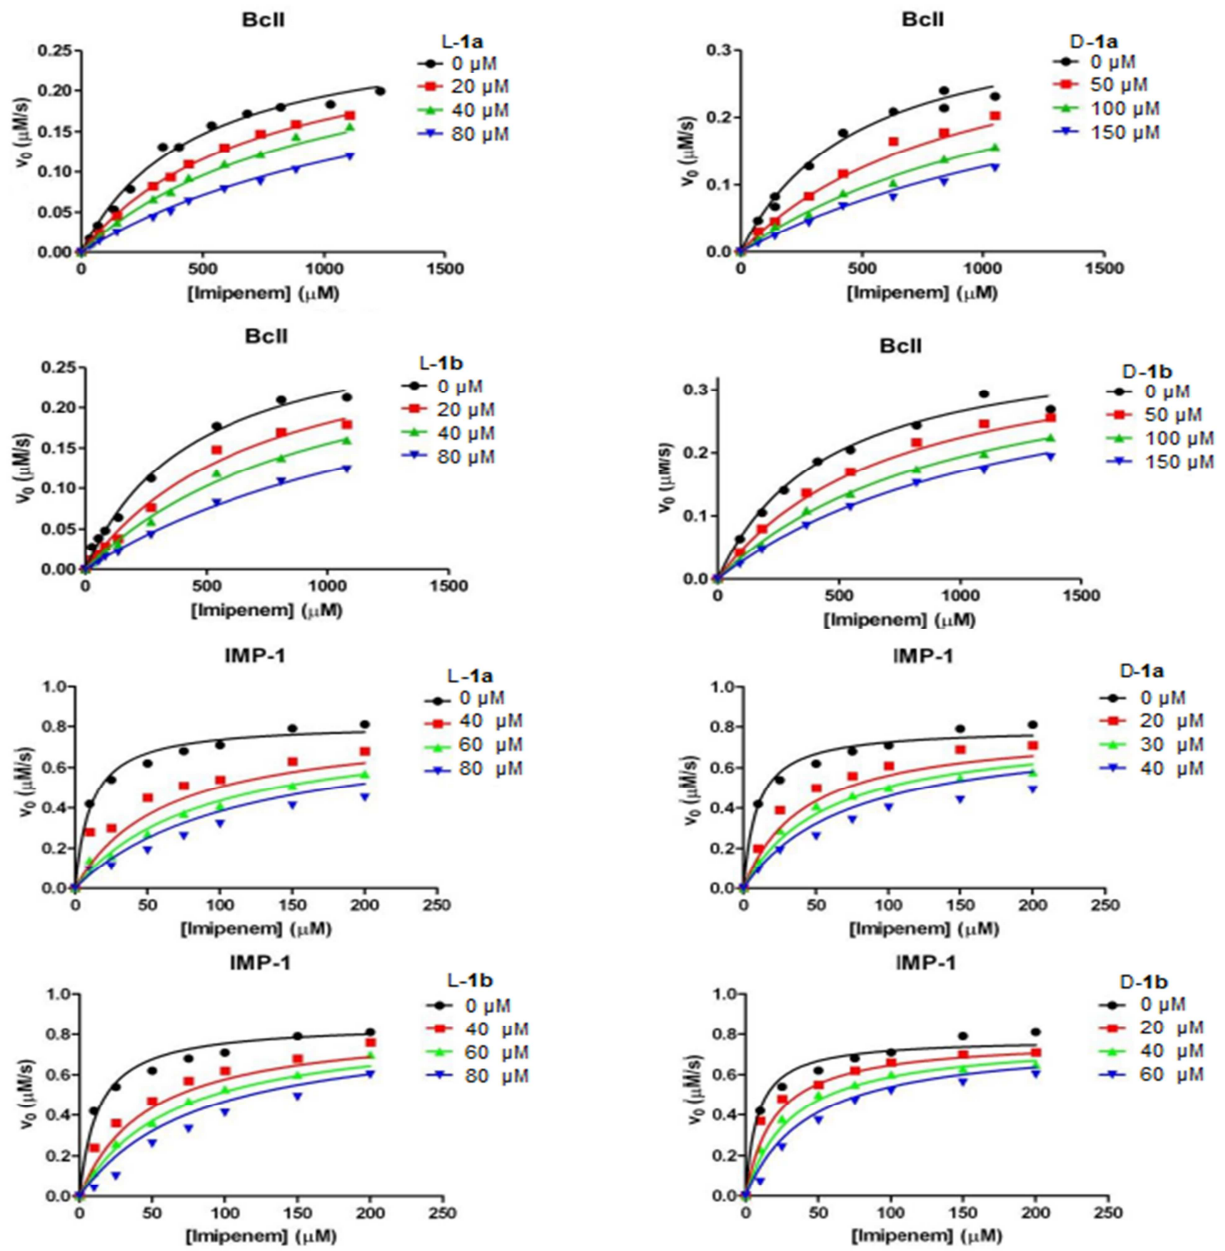 BcII
L-1a
0 µM
20 µM
40 µM
80 µM
0.25
0.20
0.15
0.10
0.05
0.00
v0 (µM/s)
0 500 1000 1500
[Imipenem] (µM)
BcII
D-1a
0 µM
50 µM
100 µM
150 µM
0.3
0.2
0.1
0.0
v0 (µM/s)
0 500 1000 1500
[Imipenem] (µM)
BcII
L-1b
0 µM
20 µM
40 µM
80 µM
0.25
0.20
0.15
0.10
0.05
0.00
v0 (µM/s)
0 500 1000 1500
[Imipenem] (µM)
BcII
D-1b
0 µM
50 µM
100 µM
150 µM
0.3
0.2
0.1
0.0
v0 (µM/s)
0 500 1000 1500
[Imipenem] (µM)
IMP-1
L-1a
0 µM
40 µM
60 µM
80 µM
1.0
0.8
0.6
0.4
0.2
0.0
v0 (µM/s)
0 50 100 150 200 250
[Imipenem] (µM)
IMP-1
D-1a
0 µM
20 µM
30 µM
40 µM
1.0
0.8
0.6
0.4
0.2
0.0
v0 (µM/s)
0 50 100 150 200 250
[Imipenem] (µM)
IMP-1
L-1b
0 µM
40 µM
60 µM
80 µM
1.0
0.8
0.6
0.4
0.2
0.0
v0 (µM/s)
0 50 100 150 200 250
[Imipenem] (µM)
IMP-1
D-1b
0 µM
20 µM
40 µM
60 µM
1.0
0.8
0.6
0.4
0.2
0.0
v0 (µM/s)
0 50 100 150 200 250
[Imipenem] (µM)